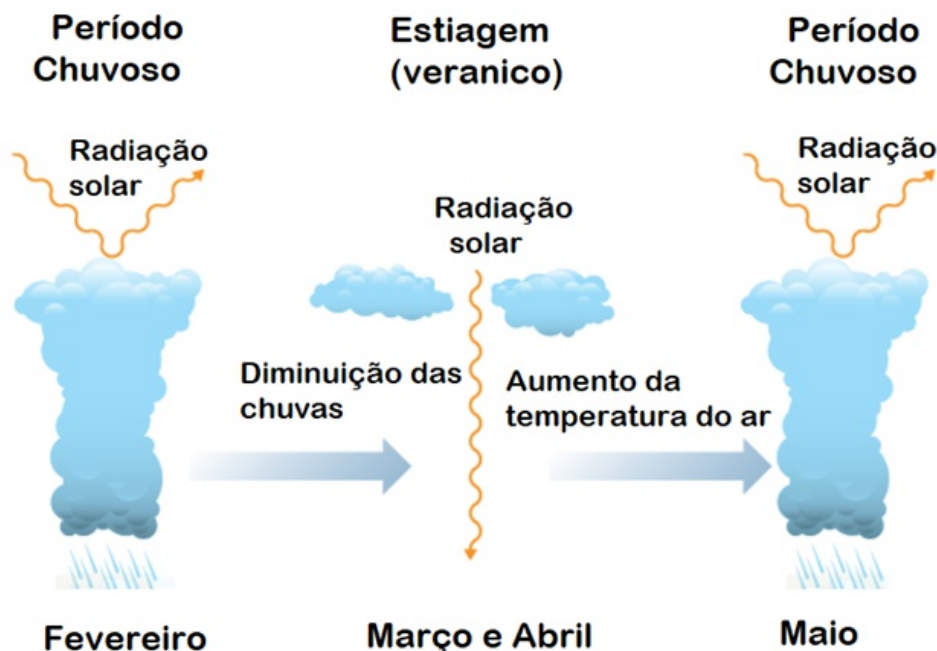 Período
Chuvoso
Estiagem
(veranico)
Período
Chuvoso
Radiação
solar
Radiação
solar
Radiação
solar
Diminuição das
chuvas
Aumento da
temperatura do ar
Fevereiro
Março e Abril
Maio